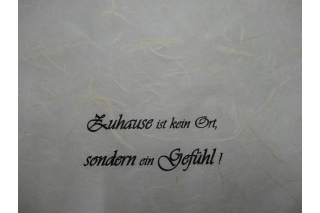 Zuhause ist kein Ort,
sondern ein Gefühl !